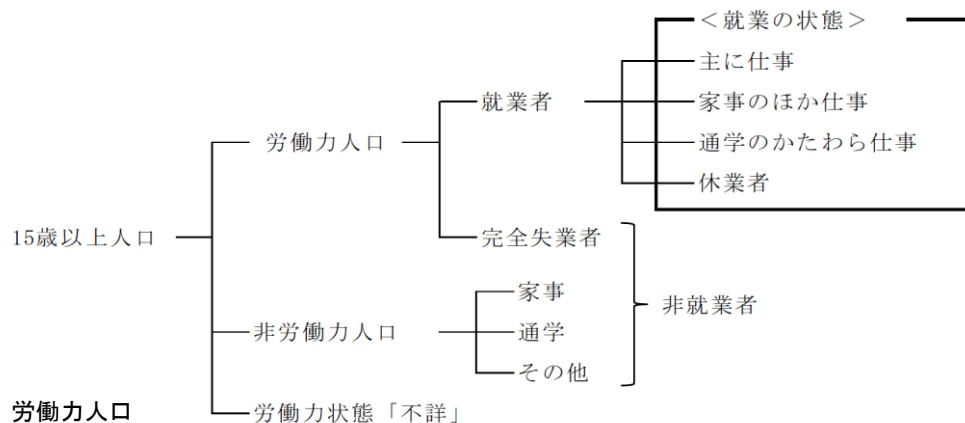 ＜就業の状態＞
主に仕事
就業者
家事のほか仕事
労働力人口
通学のかたわら仕事
休業者
15歳以上人口
完全失業者
家事
非就業者
非労働力人口
通学
その他
労働力人口
労働力状態「不詳」